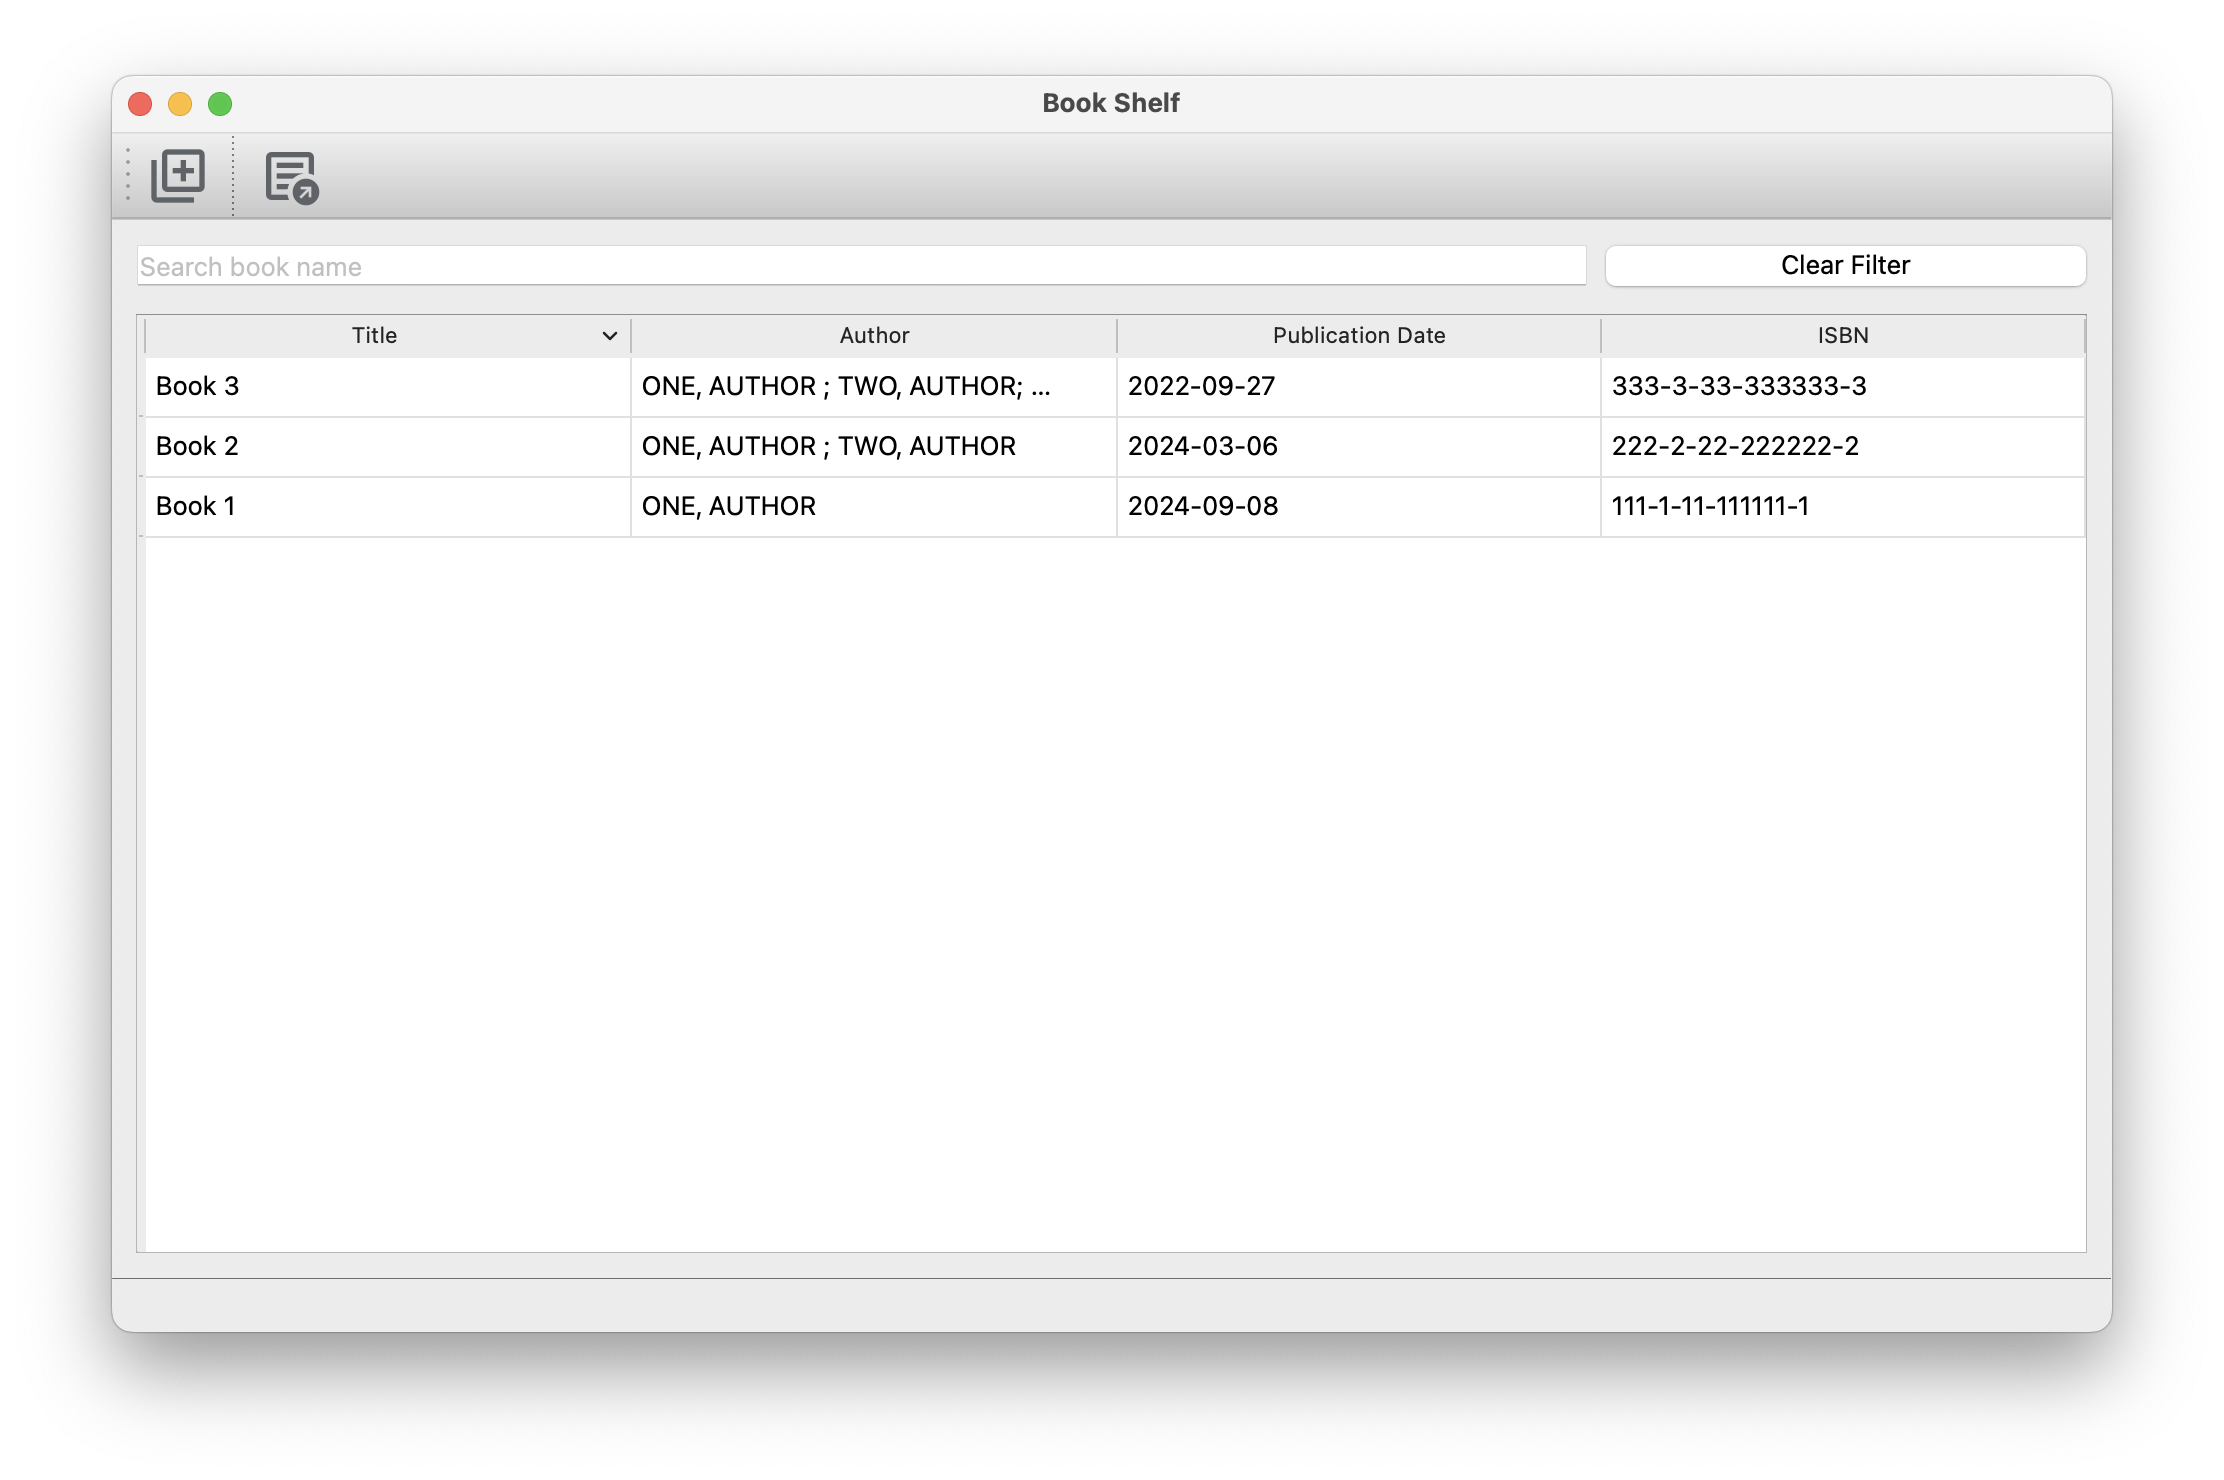 Book Shelf
Search book name
Clear Filter
Title Author Publication Date ISBN
Book 3 ONE, AUTHOR ; TWO, AUTHOR; ... 2022-09-27 333-3-33-333333-3
Book 2 ONE, AUTHOR ; TWO, AUTHOR 2024-03-06 222-2-22-222222-2
Book 1 ONE, AUTHOR 2024-09-08 111-1-11-111111-1